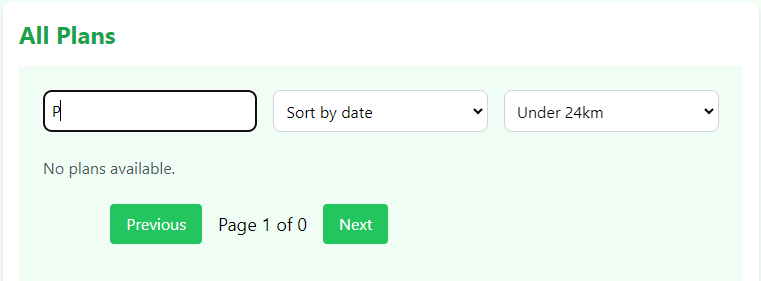 All Plans
P
Sort by date
Under 24km
No plans available.
Previous
Page 1 of 0
Next